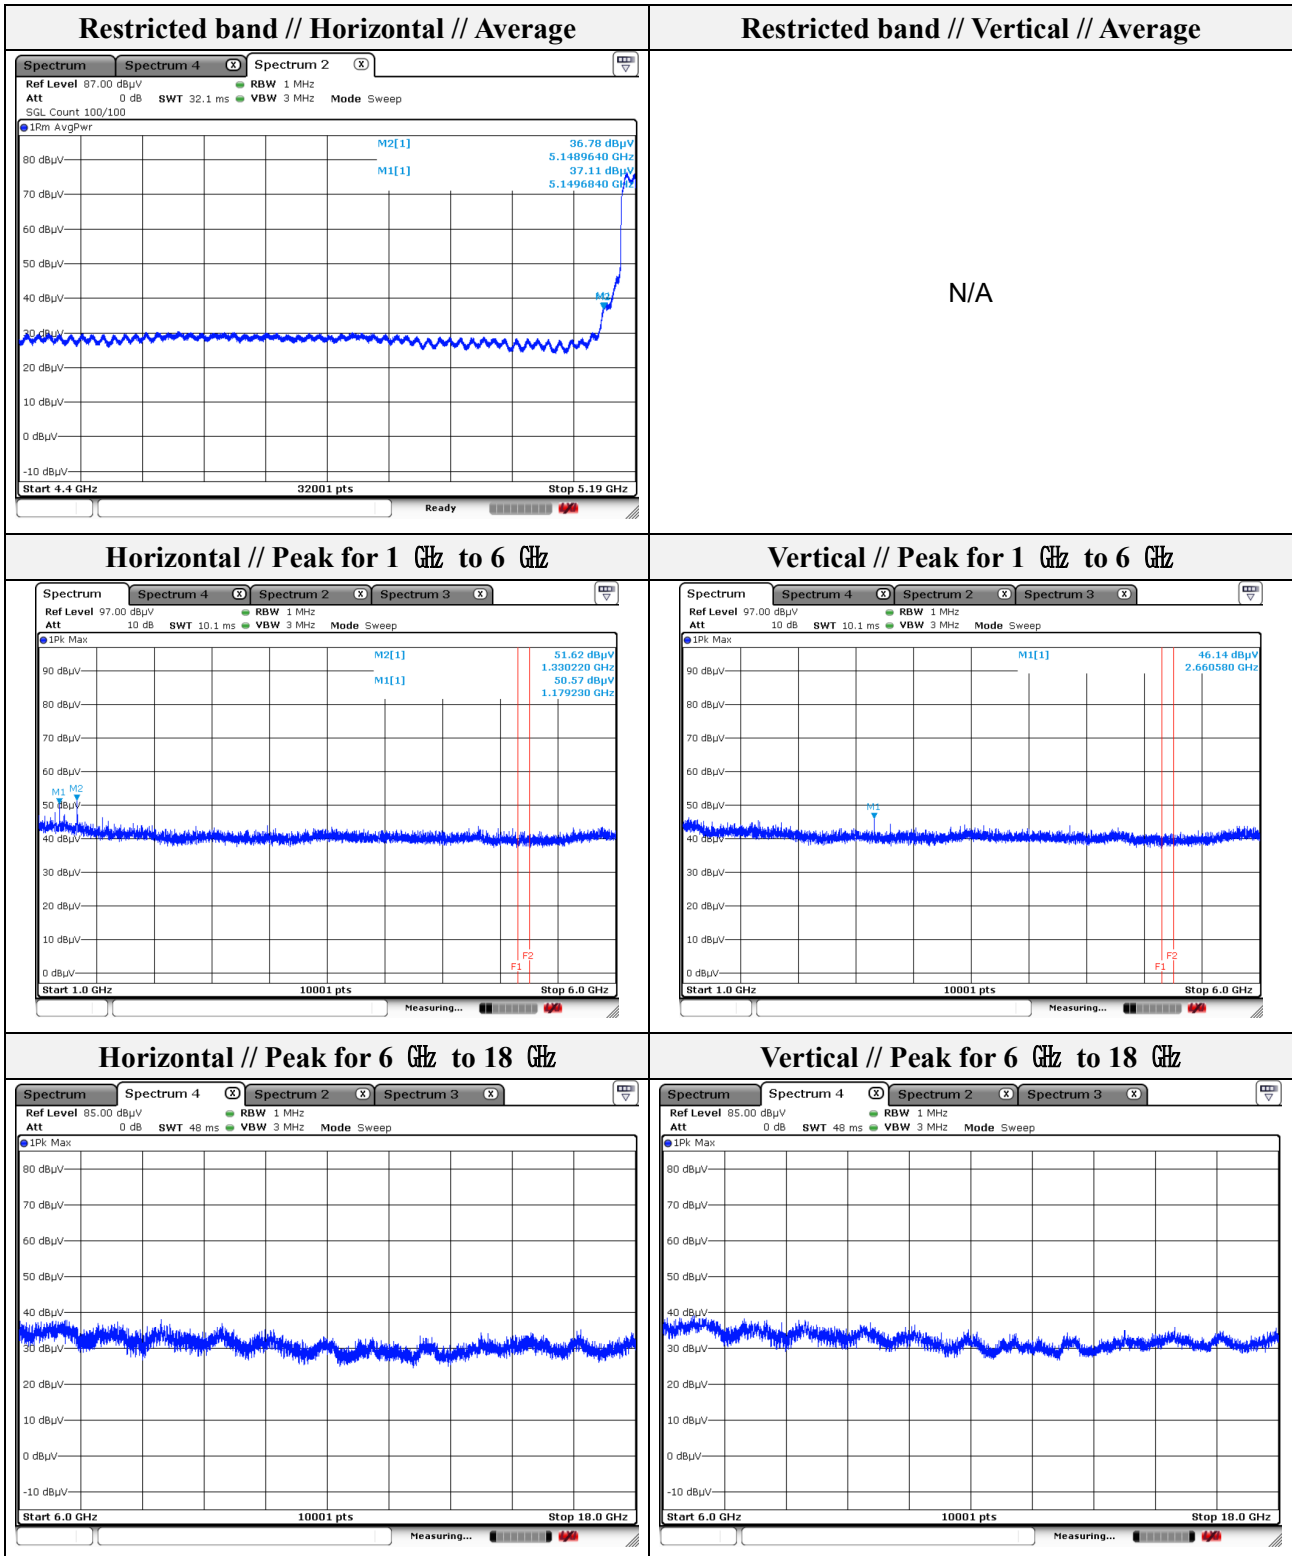 Restricted band // Horizontal // Average
Restricted band // Vertical // Average
Spectrum
Spectrum 4
Spectrum 2
Ref Level 87.00 dBµV
RBW 1 MHz
Att 0 dB SWT 32.1 ms VBW 3 MHz Mode Sweep
SGL Count 100/100
1Rm AvgPwr
M2[1] 36.78 dBµV
5.1489640 GHz
M1[1] 37.11 dBµV
5.1496840 GHz
80 dBµV
70 dBµV
60 dBµV
50 dBµV
40 dBµV
M2
30 dBµV
20 dBµV
10 dBµV
0 dBµV
-10 dBµV
Start 4.4 GHz 32001 pts Stop 5.19 GHz
Ready
N/A
Horizontal // Peak for 1 ㎓ to 6 ㎓
Vertical // Peak for 1 ㎓ to 6 ㎓
Spectrum
Spectrum 4
Spectrum 2
Spectrum 3
Ref Level 97.00 dBµV
RBW 1 MHz
Att 10 dB SWT 10.1 ms VBW 3 MHz Mode Sweep
1Pk Max
M2[1] 51.62 dBµV
1.330220 GHz
M1[1] 50.57 dBµV
1.179230 GHz
90 dBµV
80 dBµV
70 dBµV
60 dBµV
M1 M2
50 dBµV
40 dBµV
30 dBµV
20 dBµV
10 dBµV
F2
F1
0 dBµV
Start 1.0 GHz 10001 pts Stop 6.0 GHz
Measuring...
Spectrum
Spectrum 4
Spectrum 2
Spectrum 3
Ref Level 97.00 dBµV
RBW 1 MHz
Att 10 dB SWT 10.1 ms VBW 3 MHz Mode Sweep
1Pk Max
M1[1] 46.14 dBµV
2.660580 GHz
90 dBµV
80 dBµV
70 dBµV
60 dBµV
50 dBµV
M1
40 dBµV
30 dBµV
20 dBµV
10 dBµV
F2
F1
0 dBµV
Start 1.0 GHz 10001 pts Stop 6.0 GHz
Measuring...
Horizontal // Peak for 6 ㎓ to 18 ㎓
Vertical // Peak for 6 ㎓ to 18 ㎓
Spectrum
Spectrum 4
Spectrum 2
Spectrum 3
Ref Level 85.00 dBµV
RBW 1 MHz
Att 0 dB SWT 48 ms VBW 3 MHz Mode Sweep
1Pk Max
80 dBµV
70 dBµV
60 dBµV
50 dBµV
40 dBµV
30 dBµV
20 dBµV
10 dBµV
0 dBµV
-10 dBµV
Start 6.0 GHz 10001 pts Stop 18.0 GHz
Measuring...
Spectrum
Spectrum 4
Spectrum 2
Spectrum 3
Ref Level 85.00 dBµV
RBW 1 MHz
Att 0 dB SWT 48 ms VBW 3 MHz Mode Sweep
1Pk Max
80 dBµV
70 dBµV
60 dBµV
50 dBµV
40 dBµV
30 dBµV
20 dBµV
10 dBµV
0 dBµV
-10 dBµV
Start 6.0 GHz 10001 pts Stop 18.0 GHz
Measuring...